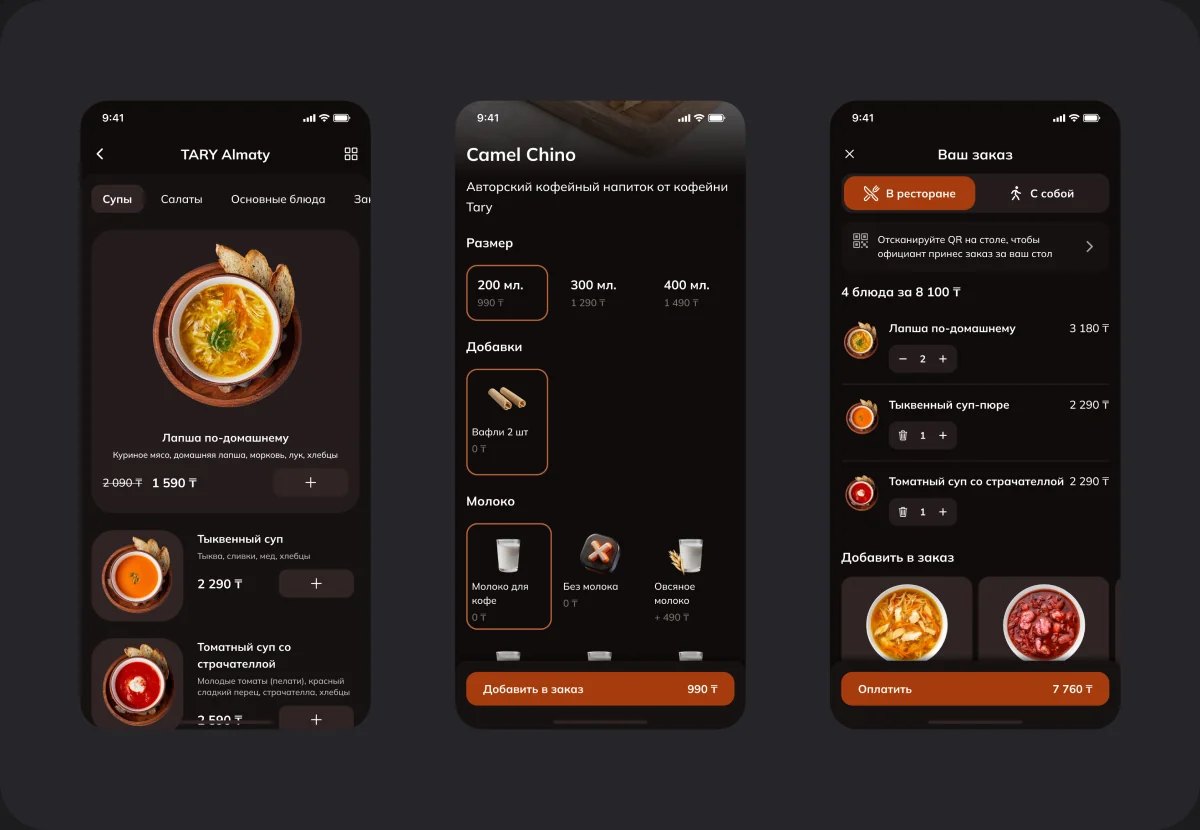 9:41
TARY Almaty
Супы
Салаты
Основные блюда
Лапша по-домашнему
Куриное мясо, домашняя лапша, морковь, лук, хлебцы
2 090 ₸ 1 590 ₸
+
Тыквенный суп
Тыква, сливки, мед, хлебцы
2 290 ₸
+
Томатный суп со
страчателлой
Молодые томаты (пелати), красный
сладкий перец, страчателла, хлебцы
2 590 ₸
+
9:41
Camel Chino
Авторский кофейный напиток от кофейни
Tary
Размер
200 мл. 300 мл. 400 мл.
990 ₸ 1 290 ₸ 1 490 ₸
Добавки
Вафли 2 шт
0 ₸
Молоко
Молоко для
кофе
0 ₸
Без молока
0 ₸
Овсяное
молоко
+ 490 ₸
Добавить в заказ 990 ₸
9:41
Ваш заказ
В ресторане
С собой
Отсканируйте QR на столе, чтобы
официант принес заказ за ваш стол
4 блюда за 8 100 ₸
Лапша по-домашнему 3 180 ₸
− 2 +
Тыквенный суп-пюре 2 290 ₸
1 +
Томатный суп со страчателлой 2 290 ₸
1 +
Добавить в заказ
Оплатить 7 760 ₸